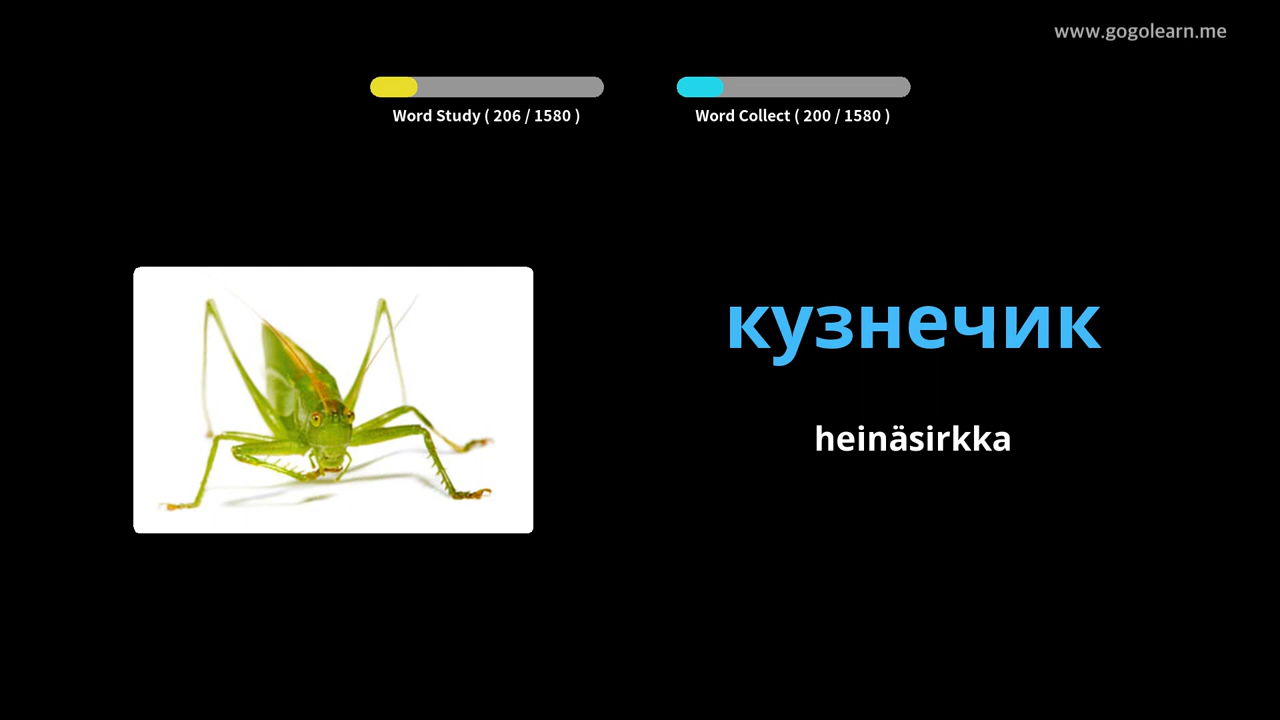 www.gogolearn.me
Word Study ( 206 / 1580 )
Word Collect ( 200 / 1580 )
кузнечик
heinäsirkka